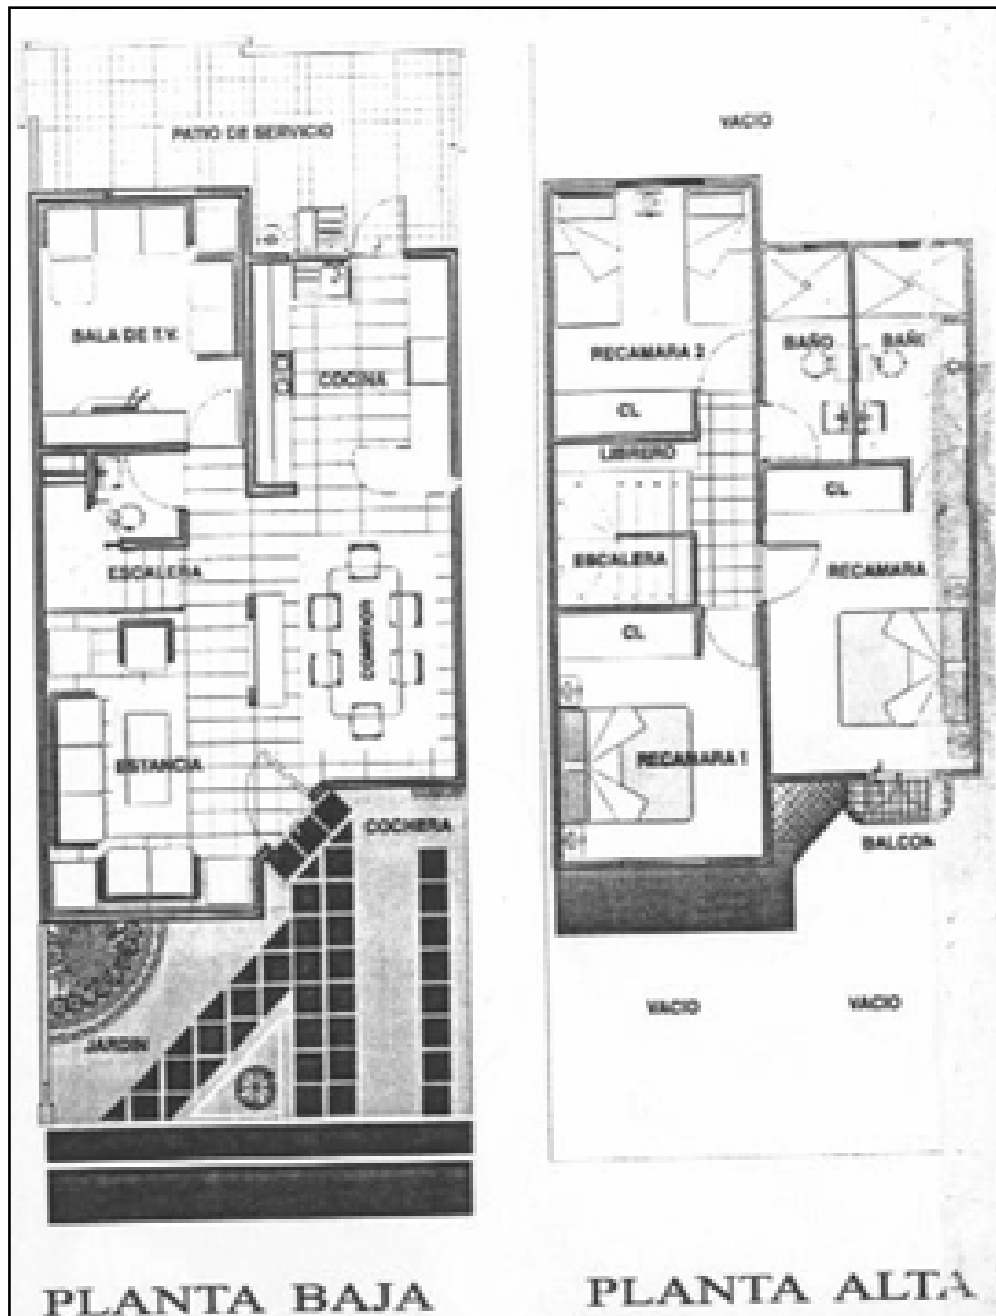 PATIO DE SERVICIO
SALA DE T.V.
COCINA
ESCALERA
COMEDOR
ESTANCIA
COCHERA
JARDIN
PLANTA BAJA
VACIO
RECAMARA 2
BAÑO
BAÑO
CL
LIBRERO
CL
ESCALERA
RECAMARA
CL
RECAMARA 1
BALCON
VACIO
VACIO
PLANTA ALTA